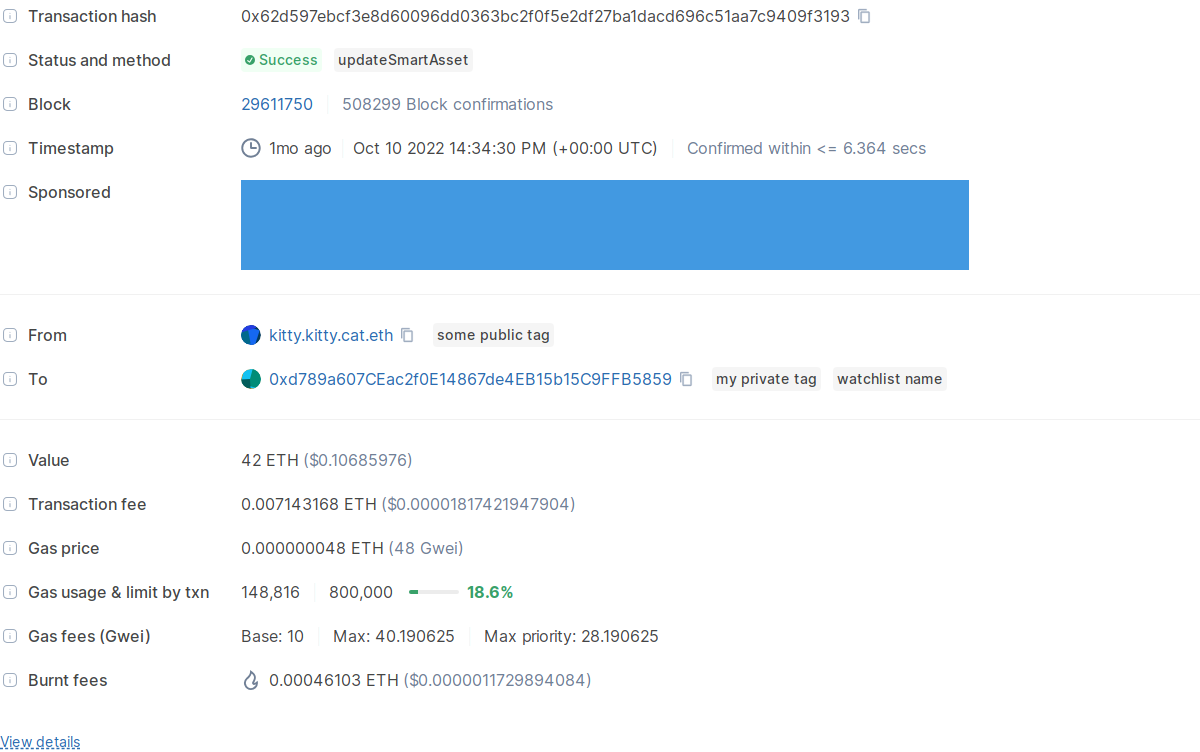 Transaction hash 0x62d597ebcf3e8d60096dd0363bc2f0f5e2df27ba1dacd696c51aa7c9409f3193
Status and method Success updateSmartAsset
Block 29611750 508299 Block confirmations
Timestamp 1mo ago Oct 10 2022 14:34:30 PM (+00:00 UTC) Confirmed within <= 6.364 secs
Sponsored
From kitty.kitty.cat.eth some public tag
To 0xd789a607CEac2f0E14867de4EB15b15C9FFB5859 my private tag watchlist name
Value 42 ETH ($0.10685976)
Transaction fee 0.007143168 ETH ($0.00001817421947904)
Gas price 0.000000048 ETH (48 Gwei)
Gas usage & limit by txn 148,816 800,000 18.6%
Gas fees (Gwei) Base: 10 Max: 40.190625 Max priority: 28.190625
Burnt fees 0.00046103 ETH ($0.0000011729894084)
View details